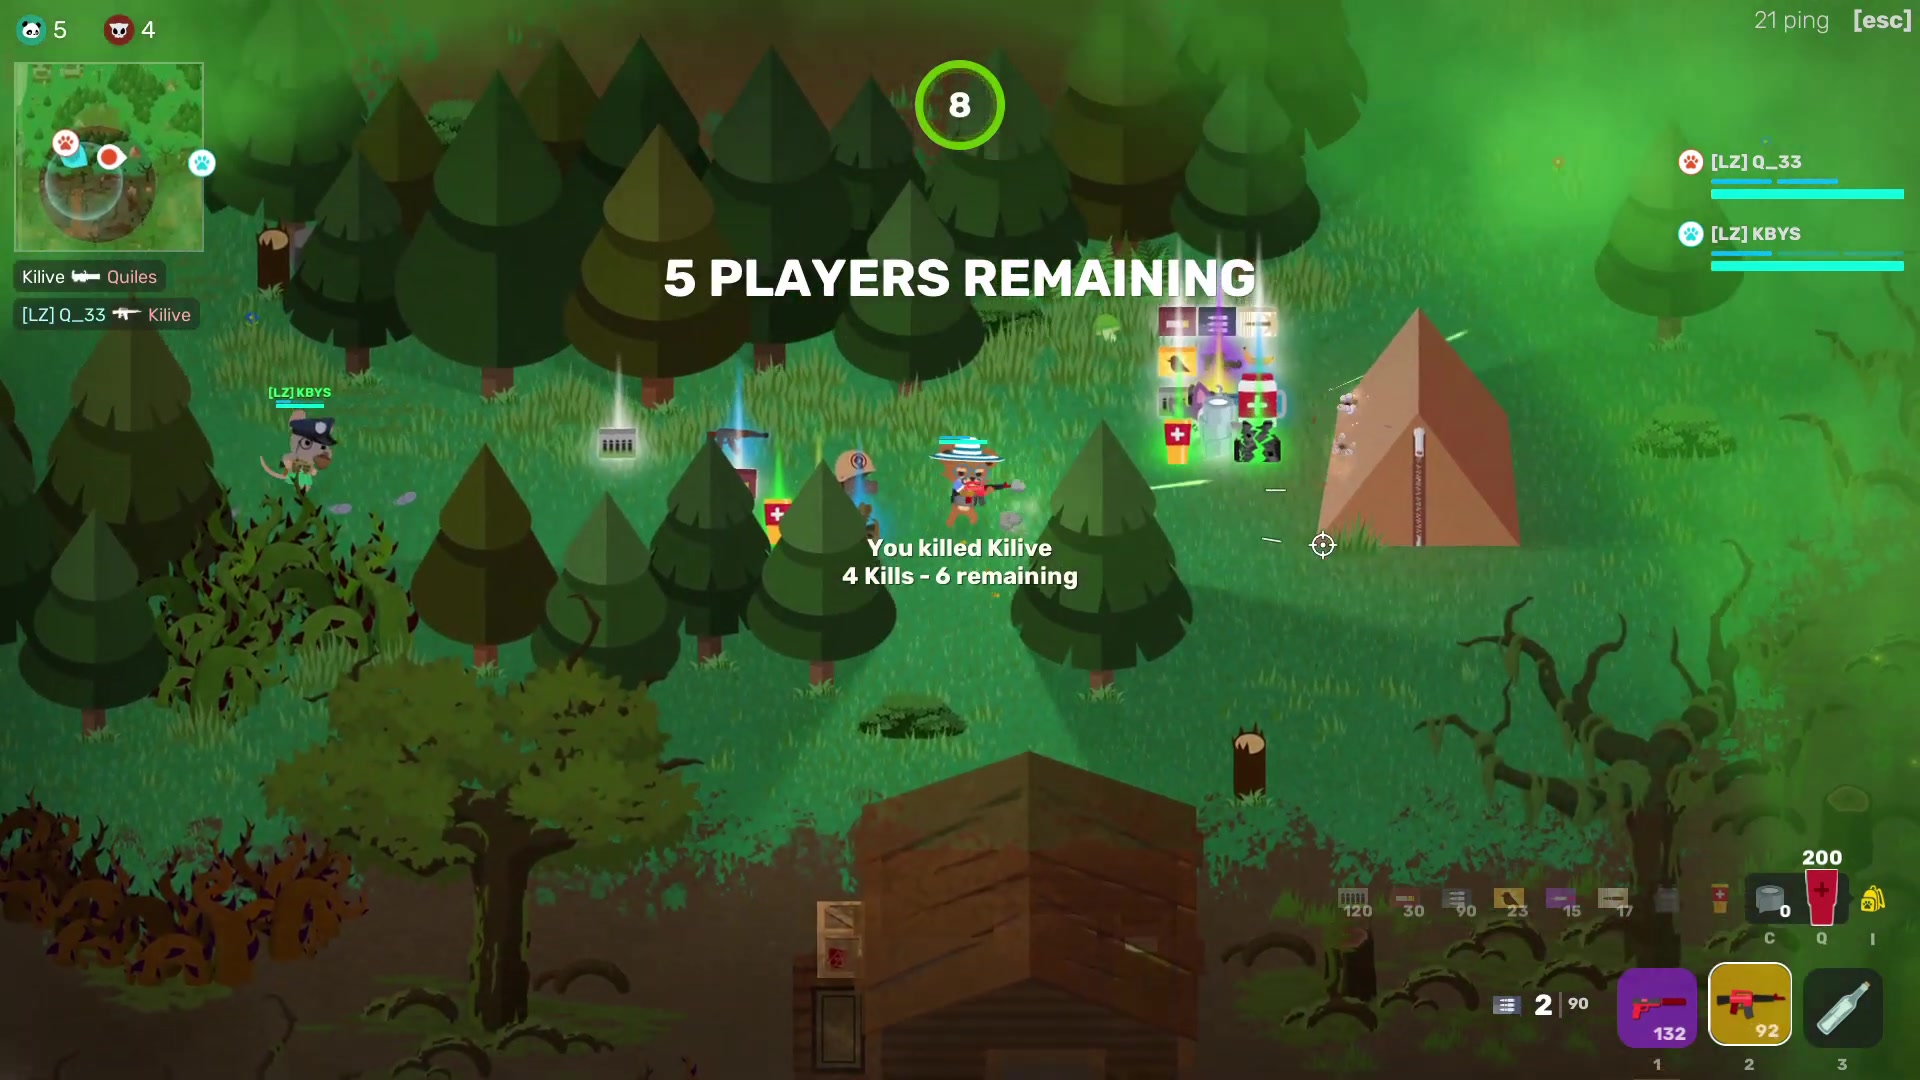 5 4
21 ping [esc]
8
[LZ] Q_33
[LZ] KBYS
Kilive Quiles
[LZ] Q_33 Kilive
5 PLAYERS REMAINING
[LZ] KBYS
You killed Kilive
4 Kills - 6 remaining
200
120 30 90 23 15 17 0
C Q I
2 | 90
132 92
1 2 3